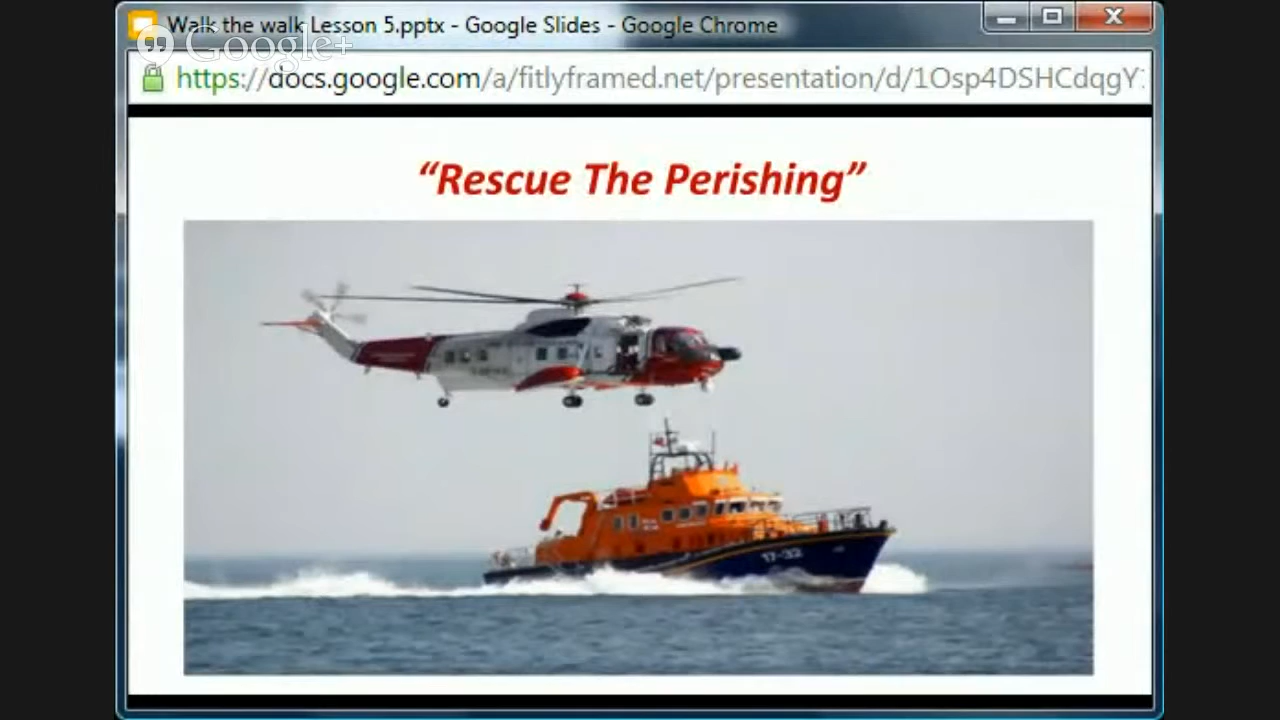 Walk the walk Lesson 5.pptx - Google Slides - Google Chrome
Google+
https://docs.google.com/a/fitlyframed.net/presentation/d/1Osp4DSHCdqgY
“Rescue The Perishing”
17-32